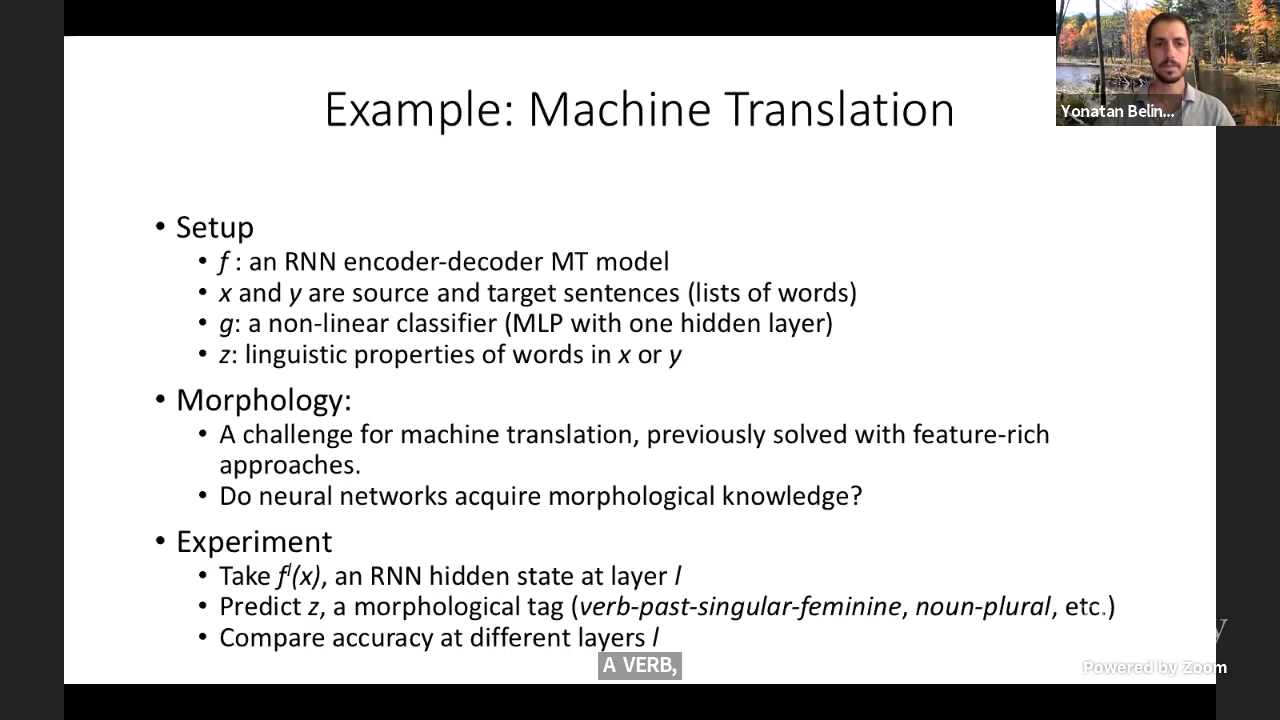 Example: Machine Translation
Yonatan Belin...
• Setup
• f : an RNN encoder-decoder MT model
• x and y are source and target sentences (lists of words)
• g: a non-linear classifier (MLP with one hidden layer)
• z: linguistic properties of words in x or y
• Morphology:
• A challenge for machine translation, previously solved with feature-rich
approaches.
• Do neural networks acquire morphological knowledge?
• Experiment
• Take fˡ(x), an RNN hidden state at layer l
• Predict z, a morphological tag (verb-past-singular-feminine, noun-plural, etc.)
• Compare accuracy at different layers l
A VERB,
Powered by Zoom